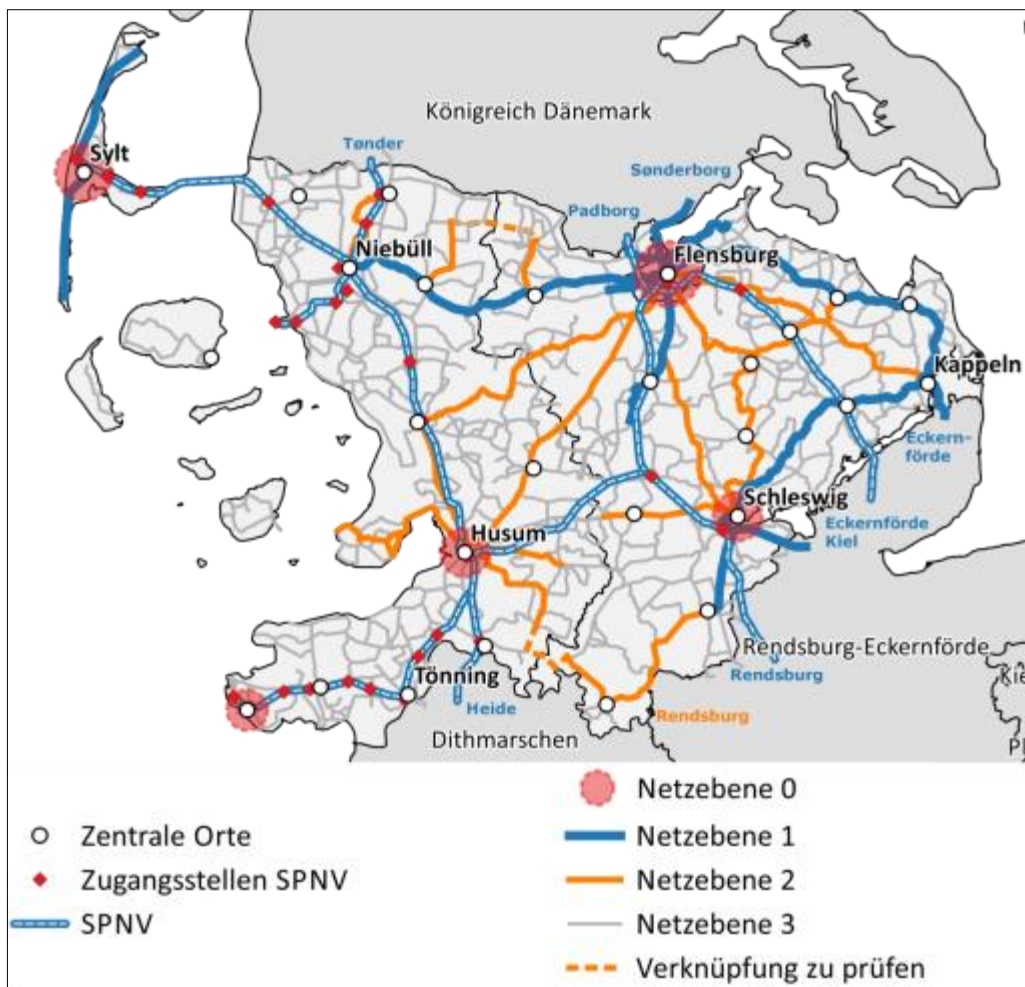 Königreich Dänemark
Sylt
Tønder
Sønderborg
Padborg
Niebüll
Flensburg
Kappeln
Eckern-
förde
Schleswig
Eckernförde
Kiel
Husum
Tönning
Heide
Rendsburg-Eckernförde
Rendsburg
Rendsburg
Dithmarschen
Zentrale Orte
Zugangsstellen SPNV
SPNV
Netzebene 0
Netzebene 1
Netzebene 2
Netzebene 3
Verknüpfung zu prüfen